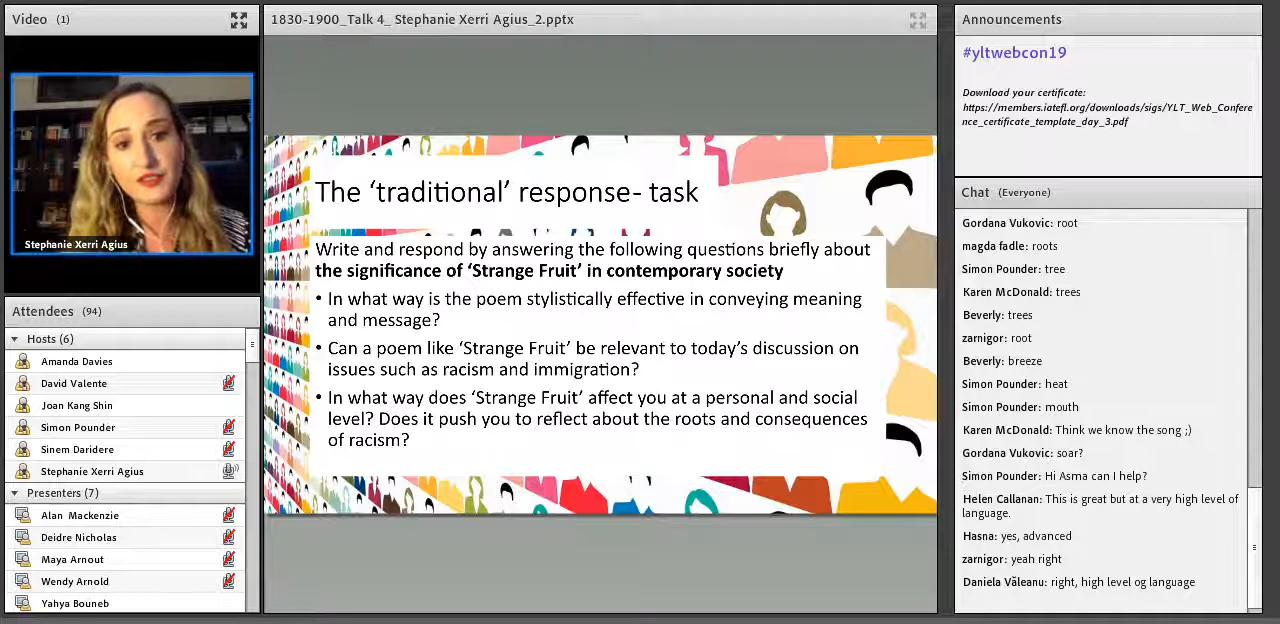 Video (1)
Stephanie Xerri Agius
Attendees (94)
Hosts (6)
Amanda Davies
David Valente
Joan Kang Shin
Simon Pounder
Sinem Daridere
Stephanie Xerri Agius
Presenters (7)
Alan Mackenzie
Deidre Nicholas
Maya Arnout
Wendy Arnold
Yahya Bouneb
1830-1900_Talk 4_ Stephanie Xerri Agius_2.pptx
The ‘traditional’ response- task
Write and respond by answering the following questions briefly about
the significance of ‘Strange Fruit’ in contemporary society
• In what way is the poem stylistically effective in conveying meaning
and message?
• Can a poem like ‘Strange Fruit’ be relevant to today’s discussion on
issues such as racism and immigration?
• In what way does ‘Strange Fruit’ affect you at a personal and social
level? Does it push you to reflect about the roots and consequences
of racism?
Announcements
#yltwebcon19
Download your certificate:
https://members.iatefl.org/downloads/sigs/YLT_Web_Confere
nce_certificate_template_day_3.pdf
Chat (Everyone)
Gordana Vukovic: root
magda fadle: roots
Simon Pounder: tree
Karen McDonald: trees
Beverly: trees
zarnigor: root
Beverly: breeze
Simon Pounder: heat
Simon Pounder: mouth
Karen McDonald: Think we know the song ;)
Gordana Vukovic: soar?
Simon Pounder: Hi Asma can I help?
Helen Callanan: This is great but at a very high level of
language.
Hasna: yes, advanced
zarnigor: yeah right
Daniela Văleanu: right, high level og language